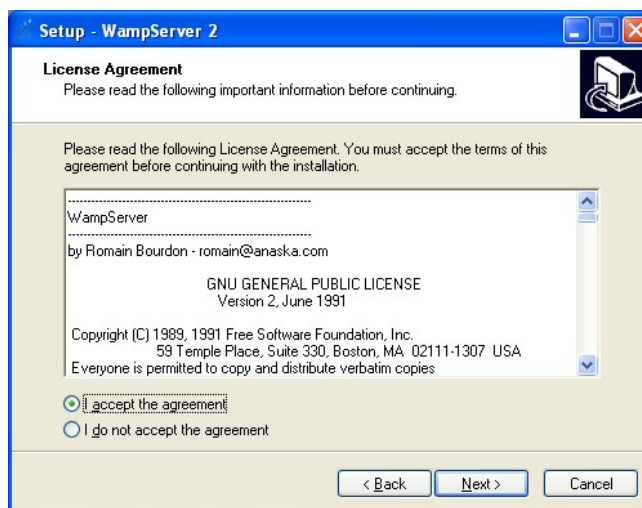 Setup - WampServer 2
License Agreement
Please read the following important information before continuing.
Please read the following License Agreement. You must accept the terms of this
agreement before continuing with the installation.
------------------------------------------------------------
WampServer
------------------------------------------------------------
by Romain Bourdon - romain@anaska.com
GNU GENERAL PUBLIC LICENSE
Version 2, June 1991
Copyright (C) 1989, 1991 Free Software Foundation, Inc.
59 Temple Place, Suite 330, Boston, MA  02111-1307  USA
Everyone is permitted to copy and distribute verbatim copies
I accept the agreement
I do not accept the agreement
< Back Next > Cancel